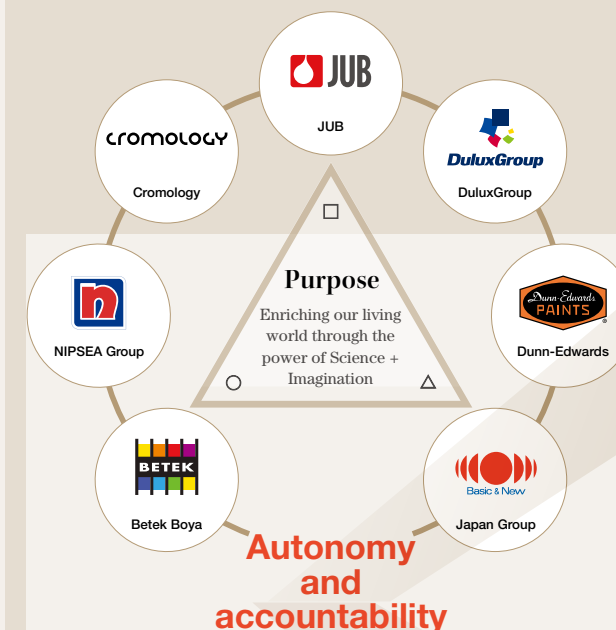 JUB
JUB
CROMOLOGY
Cromology
DuluxGroup
DuluxGroup
Purpose
Enriching our living
world through the
power of Science +
Imagination
n
NIPSEA Group
Dunn-Edwards
PAINTS®
Dunn-Edwards
BETEK
Betek Boya
Basic & New
Japan Group
Autonomy
and
accountability